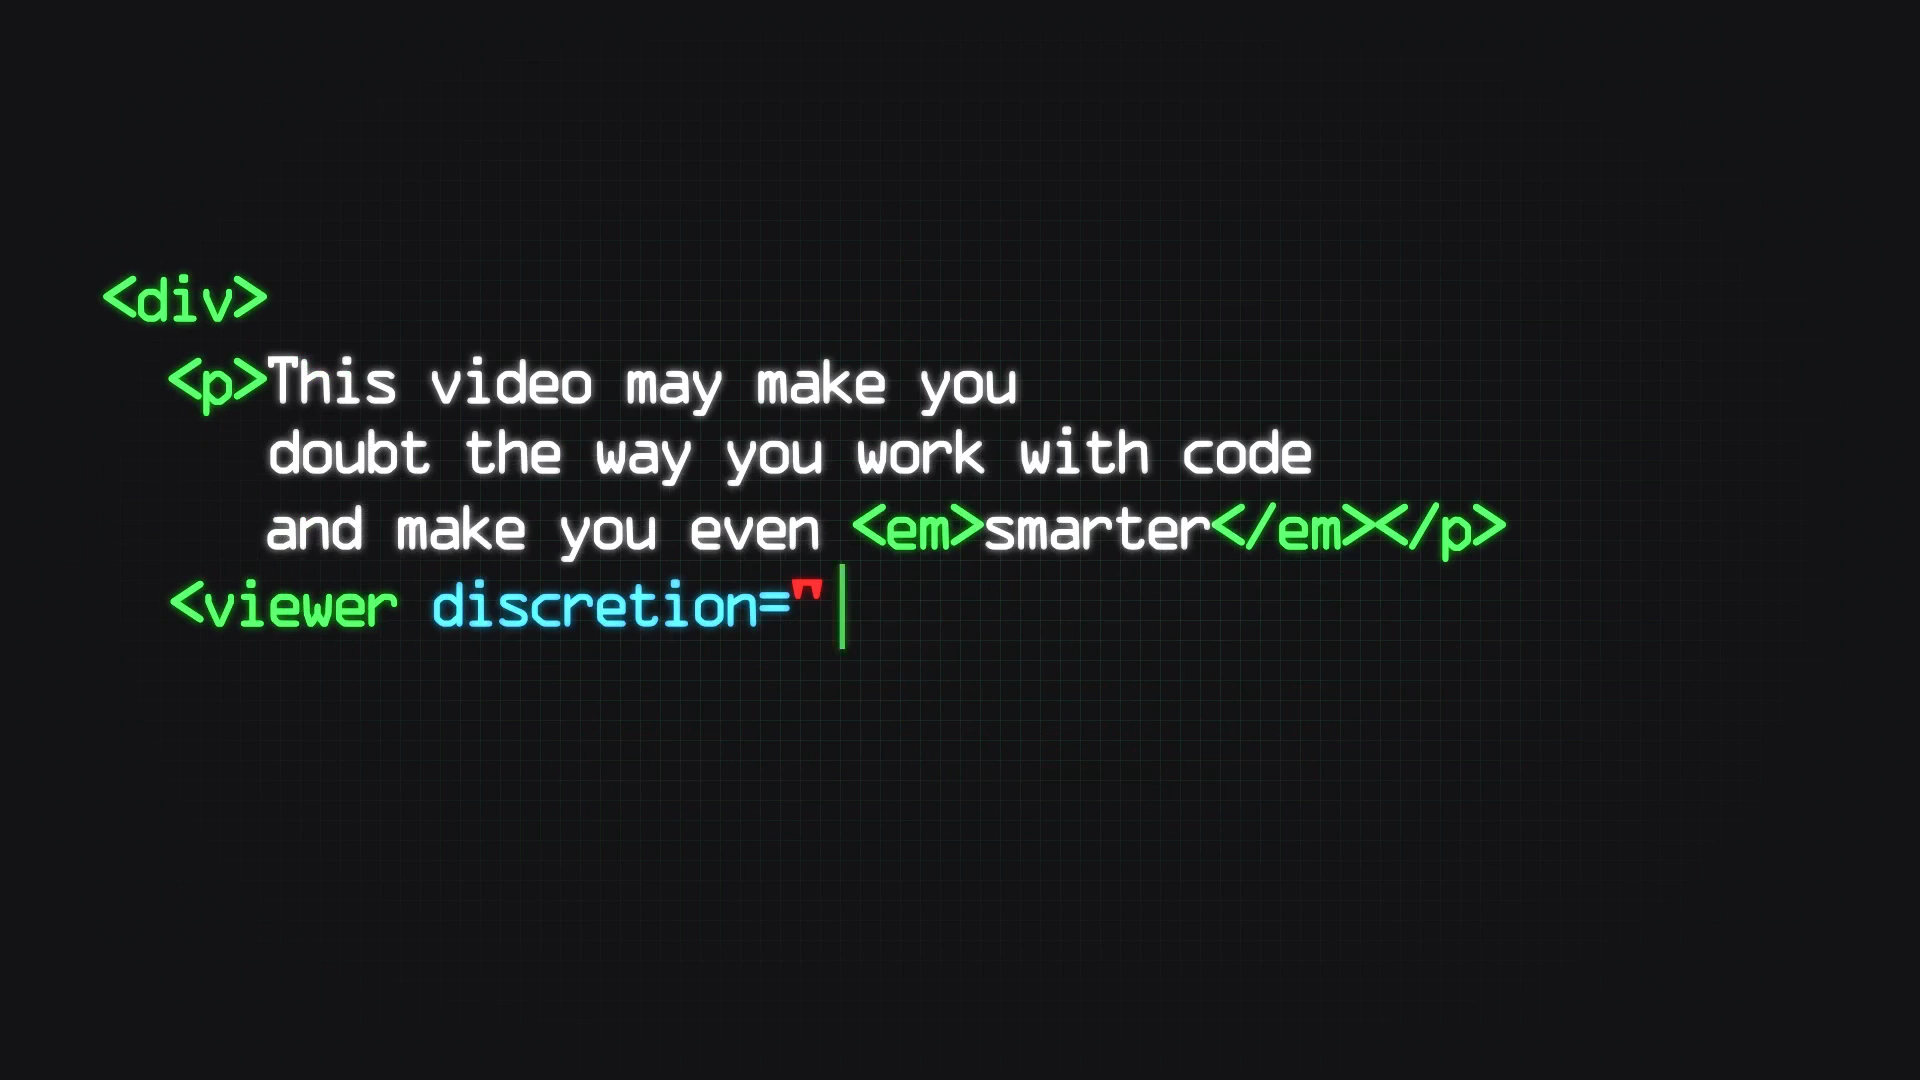 <div>
<p>This video may make you
doubt the way you work with code
and make you even <em>smarter</em></p>
<viewer discretion="